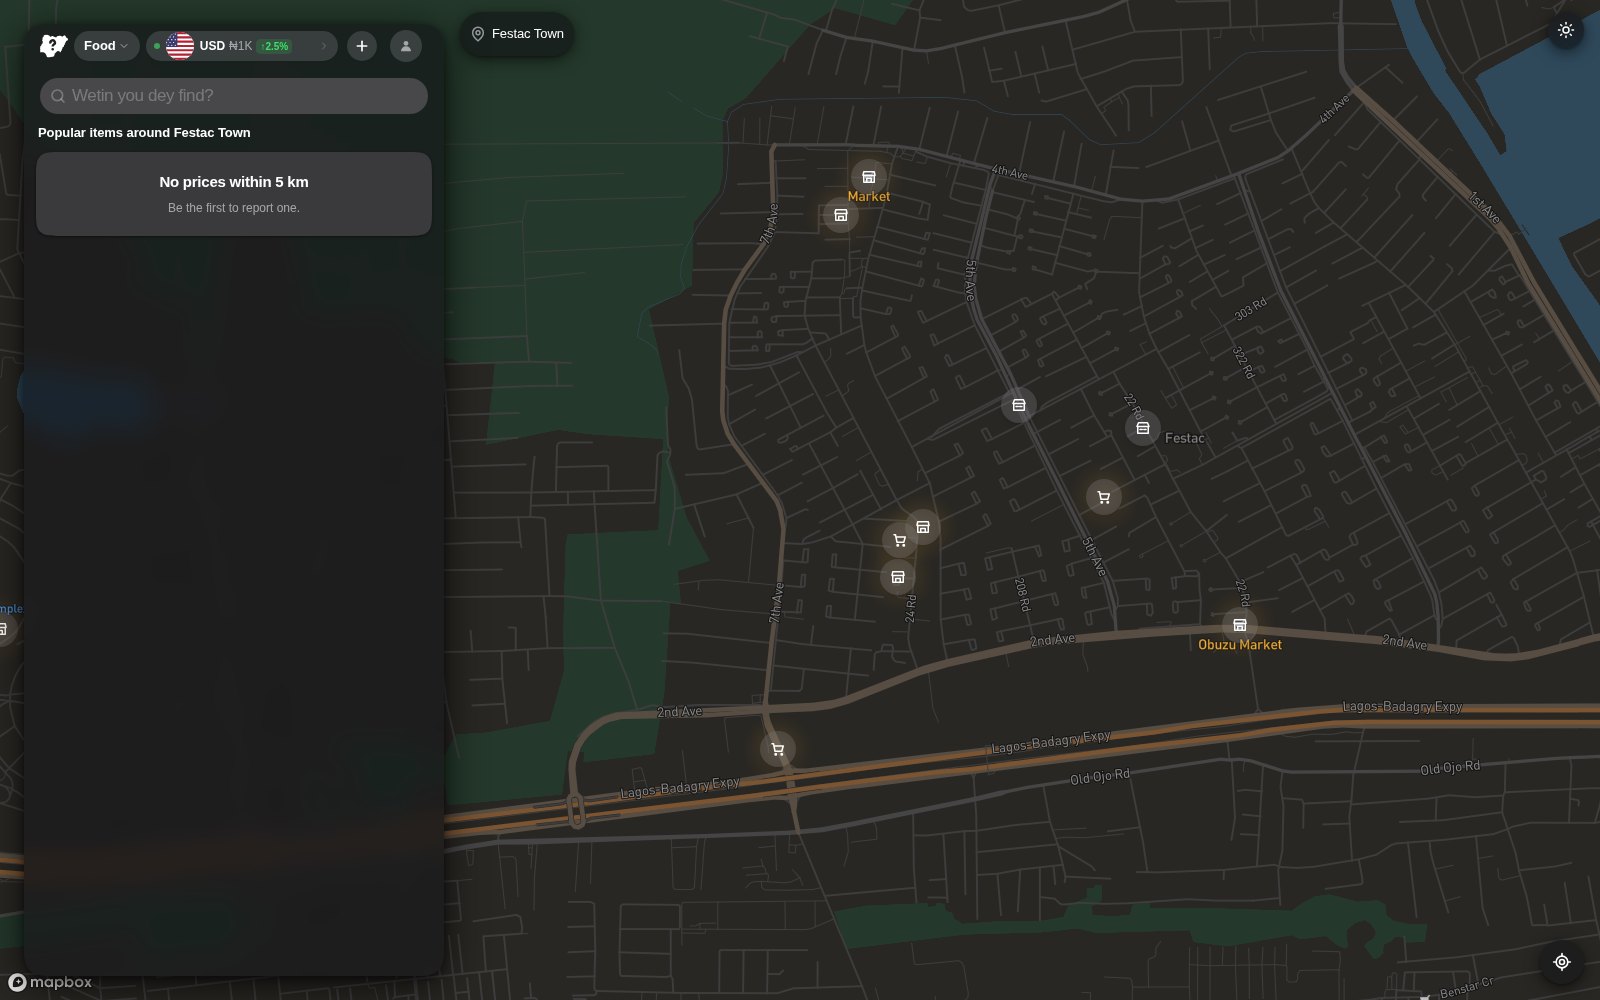 Food
USD ₦1K ↑2.5%
Festac Town
Wetin you dey find?
Popular items around Festac Town
No prices within 5 km
Be the first to report one.
4th Ave
4th Ave
Market
1st Ave
7th Ave
5th Ave
303 Rd
322 Rd
22 Rd
Festac
5th Ave
7th Ave
24 Rd
208 Rd
22 Rd
2nd Ave
Obuzu Market
2nd Ave
2nd Ave
Lagos-Badagry Expy
Lagos-Badagry Expy
Lagos-Badagry Expy
Old Ojo Rd
Old Ojo Rd
Benstar Cr
mapbox